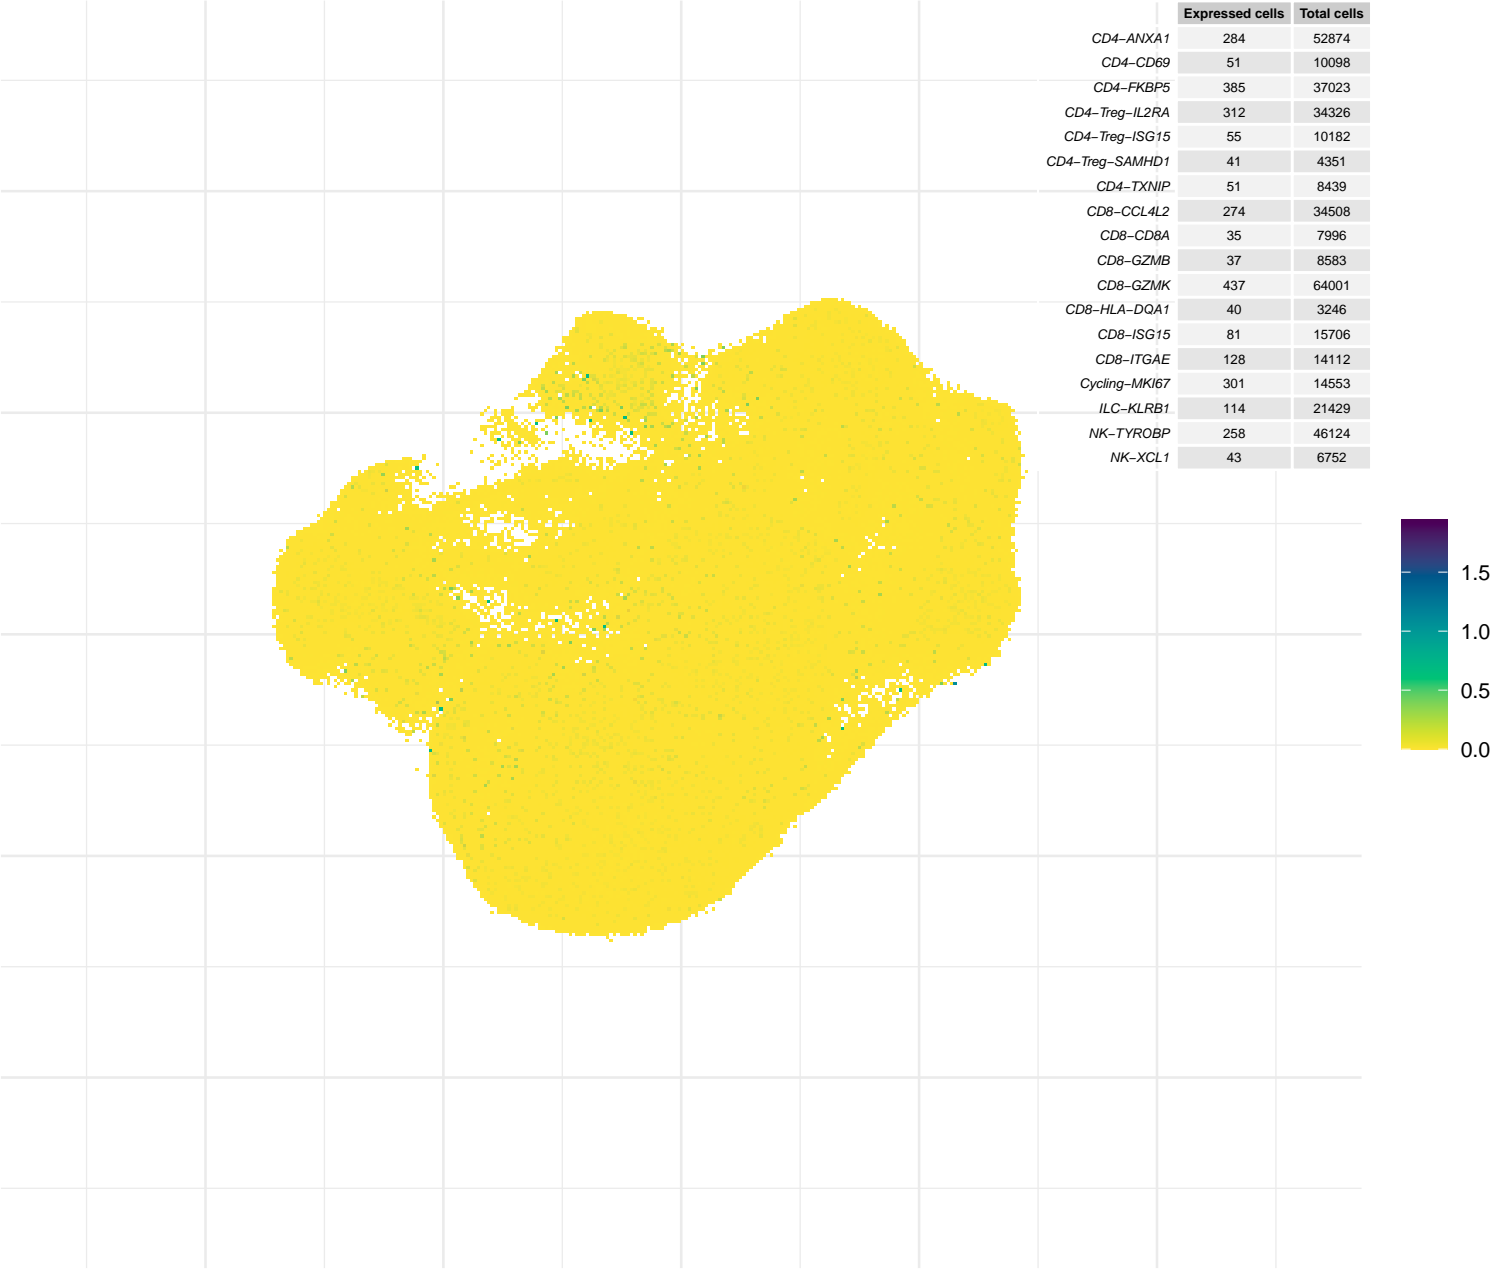 Expressed cells Total cells
CD4−ANXA1 284 52874
CD4−CD69 51 10098
CD4−FKBP5 385 37023
CD4−Treg−IL2RA 312 34326
CD4−Treg−ISG15 55 10182
CD4−Treg−SAMHD1 41 4351
CD4−TXNIP 51 8439
CD8−CCL4L2 274 34508
CD8−CD8A 35 7996
CD8−GZMB 37 8583
CD8−GZMK 437 64001
CD8−HLA−DQA1 40 3246
CD8−ISG15 81 15706
CD8−ITGAE 128 14112
Cycling−MKI67 301 14553
ILC−KLRB1 114 21429
NK−TYROBP 258 46124
NK−XCL1 43 6752
1.5
1.0
0.5
0.0